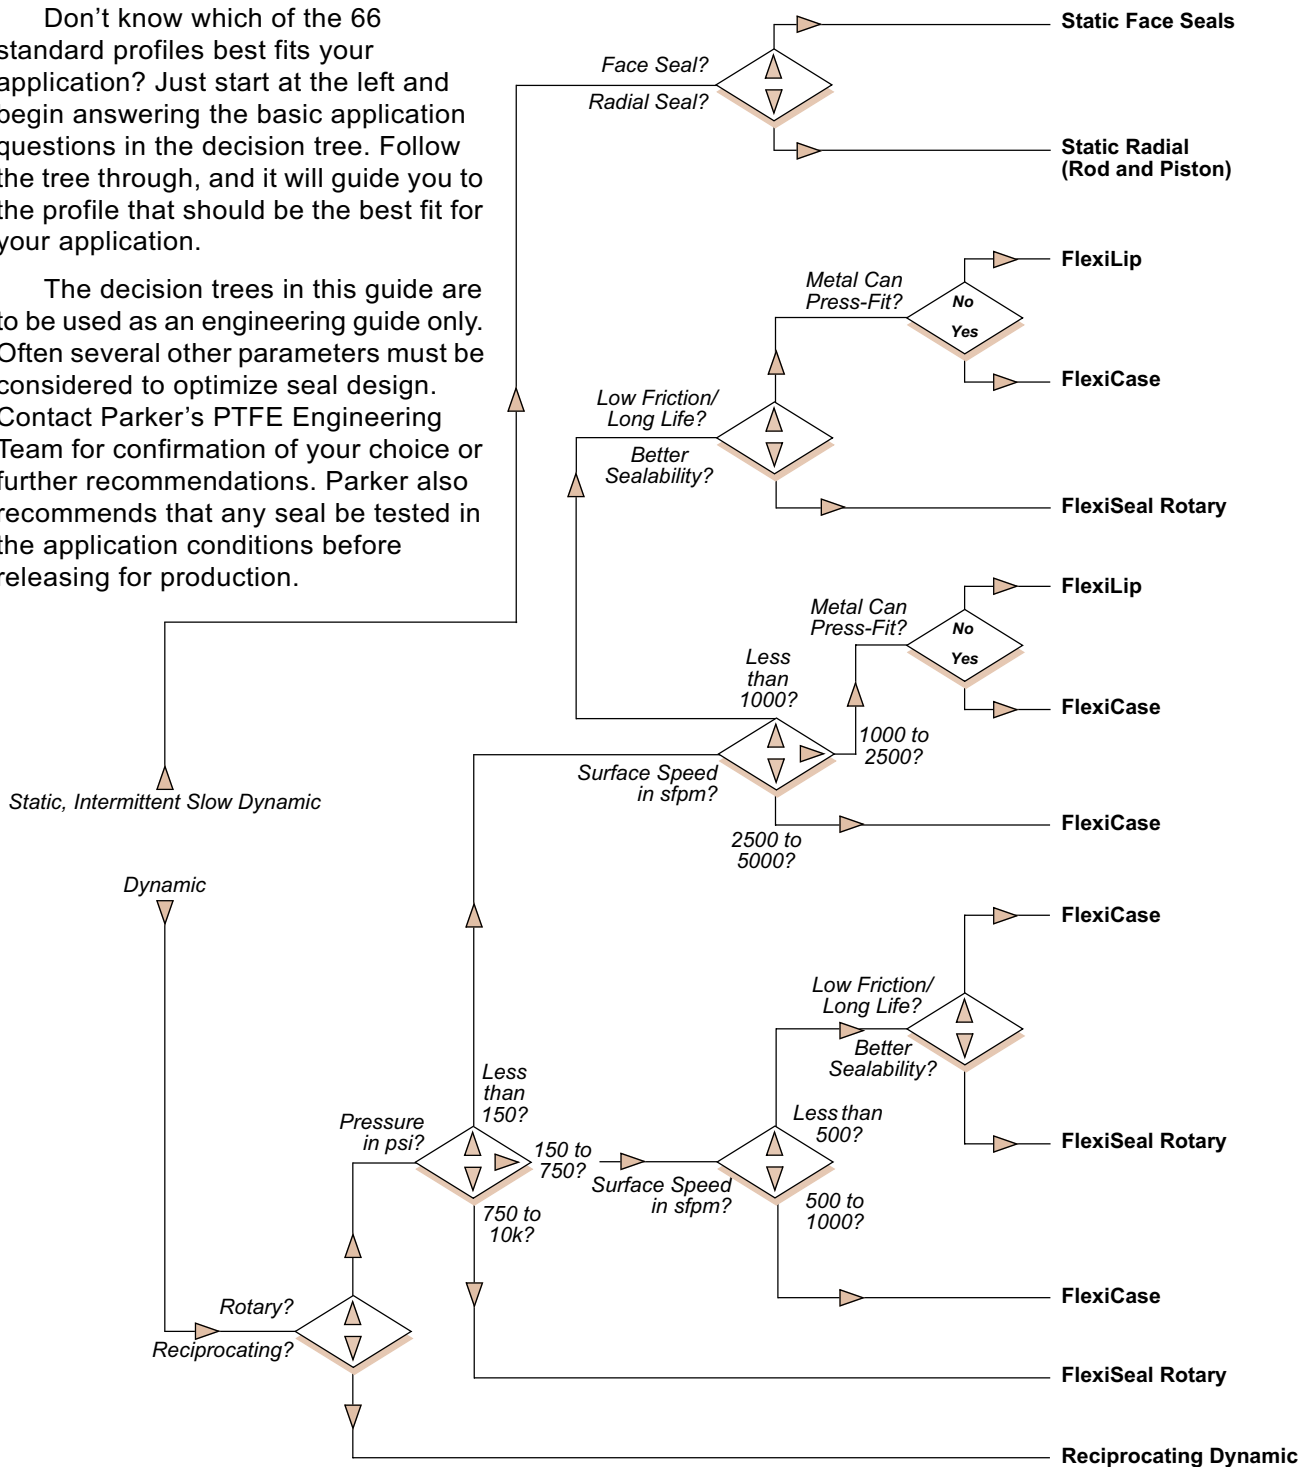 Don’t know which of the 66
standard profiles best fits your
application? Just start at the left and
begin answering the basic application
questions in the decision tree. Follow
the tree through, and it will guide you to
the profile that should be the best fit for
your application.
The decision trees in this guide are
to be used as an engineering guide only.
Often several other parameters must be
considered to optimize seal design.
Contact Parker’s PTFE Engineering
Team for confirmation of your choice or
further recommendations. Parker also
recommends that any seal be tested in
the application conditions before
releasing for production.
Static Face Seals
Face Seal?
Radial Seal?
Static Radial
(Rod and Piston)
FlexiLip
Metal Can
Press-Fit?
No
Yes
FlexiCase
Low Friction/
Long Life?
Better
Sealability?
FlexiSeal Rotary
FlexiLip
Metal Can
Press-Fit?
No
Yes
FlexiCase
Less
than
1000?
1000 to
2500?
Surface Speed
in sfpm?
2500 to
5000?
FlexiCase
Static, Intermittent Slow Dynamic
Dynamic
FlexiCase
Low Friction/
Long Life?
Better
Sealability?
FlexiSeal Rotary
Less
than
150?
Pressure
in psi?
150 to
750?
750 to
10k?
Less than
500?
Surface Speed
in sfpm?
500 to
1000?
FlexiCase
Rotary?
Reciprocating?
FlexiSeal Rotary
Reciprocating Dynamic